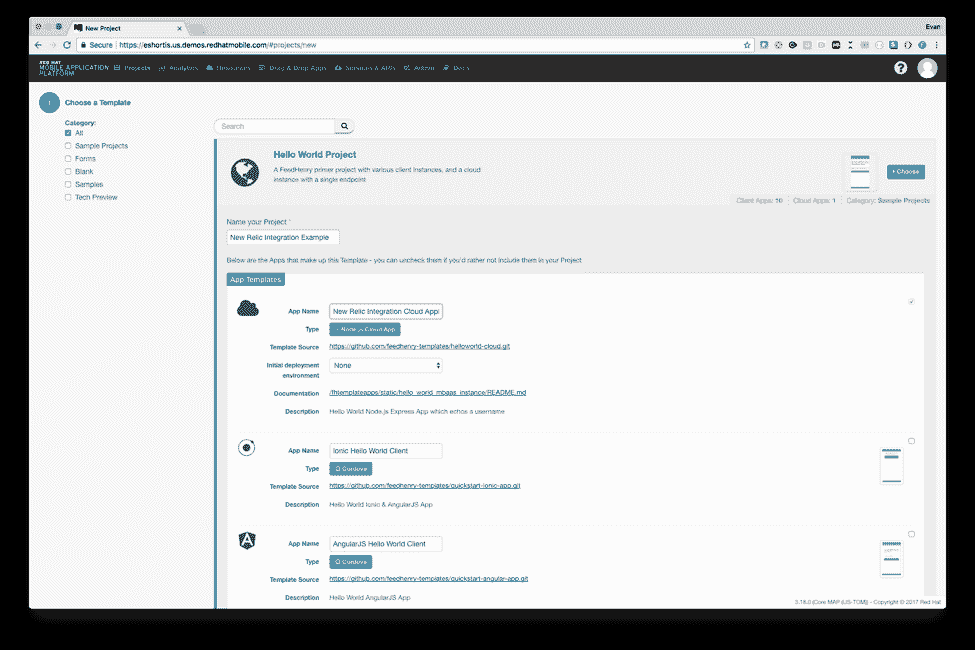 New Project
Evan
Secure https://eshortis.us.demos.redhatmobile.com/#projects/new
RED HAT
MOBILE APPLICATION
PLATFORM
Projects
Analytics
Drag & Drop Apps
Services & APIs
Admin
Docs
1 Choose a Template
Category:
All
Sample Projects
Forms
Blank
Samples
Tech Preview
Search
Hello World Project
A FeedHenry primer project with various client instances, and a cloud
instance with a single endpoint
Choose
Client Apps: 10 Cloud Apps: 1 Category: Sample Projects
Name your Project *
New Relic Integration Example
Below are the Apps that make up this Template - you can uncheck them if you'd rather not include them in your Project
App Templates
App Name New Relic Integration Cloud Appl
Type Node.js Cloud App
Template Source https://github.com/feedhenry-templates/helloworld-cloud.git
Initial deployment None
environment
Documentation /fhtemplateapps/static/hello_world_mbaas_instance/README.md
Description Hello World Node.js Express App which echos a username
App Name Ionic Hello World Client
Type Cordova
Template Source https://github.com/feedhenry-templates/quickstart-ionic-app.git
Description Hello World Ionic & AngularJS App
App Name AngularJS Hello World Client
Type Cordova
Template Source https://github.com/feedhenry-templates/quickstart-angular-app.git
Description Hello World AngularJS App
3.18.0 (Core MAP (US-TOM)) - Copyright © 2017 Red Hat